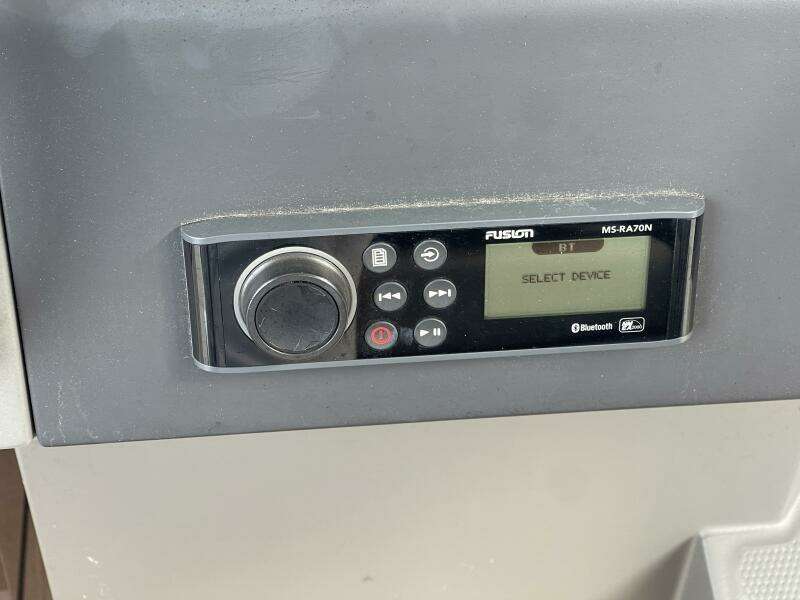 FUSION
MS-RA70N
BT
SELECT DEVICE
Bluetooth